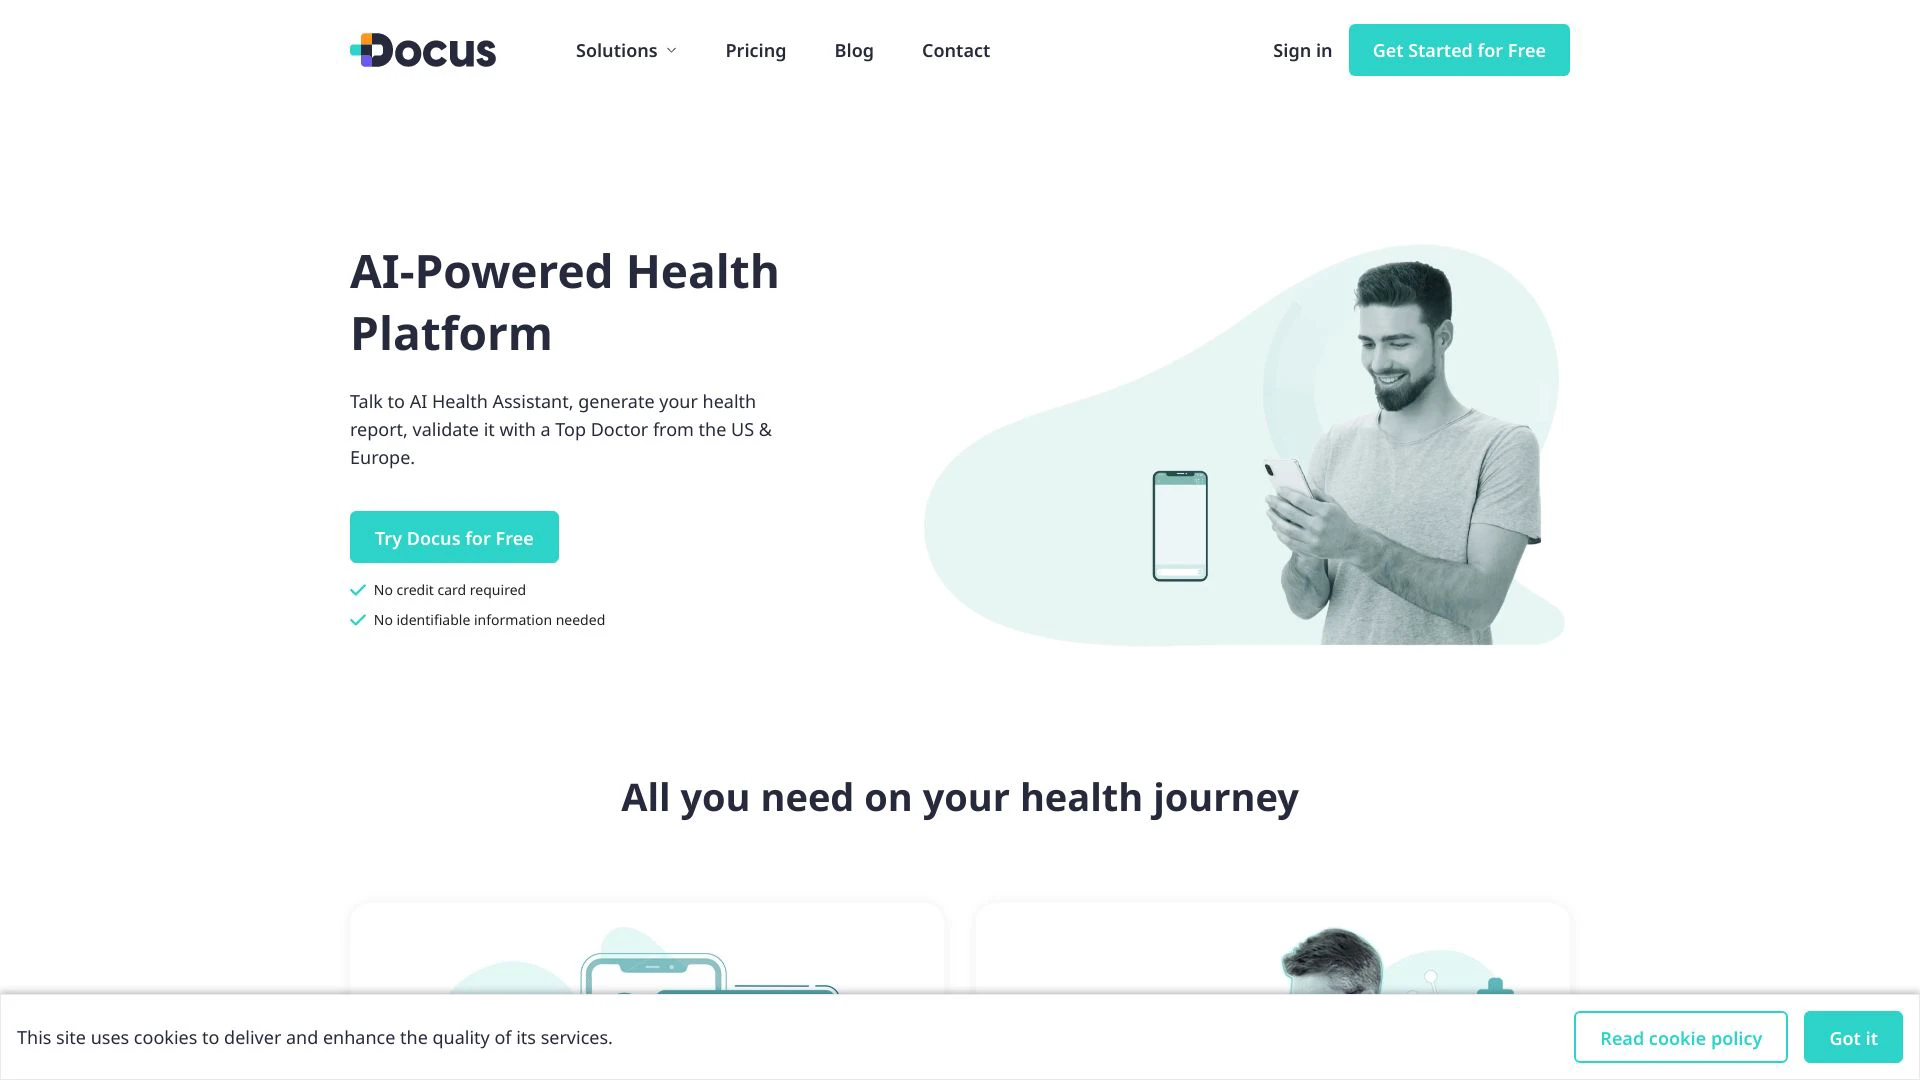 Docus
Solutions
Pricing
Blog
Contact
Sign in
Get Started for Free
AI-Powered Health
Platform
Talk to AI Health Assistant, generate your health
report, validate it with a Top Doctor from the US &
Europe.
Try Docus for Free
No credit card required
No identifiable information needed
All you need on your health journey
This site uses cookies to deliver and enhance the quality of its services.
Read cookie policy
Got it